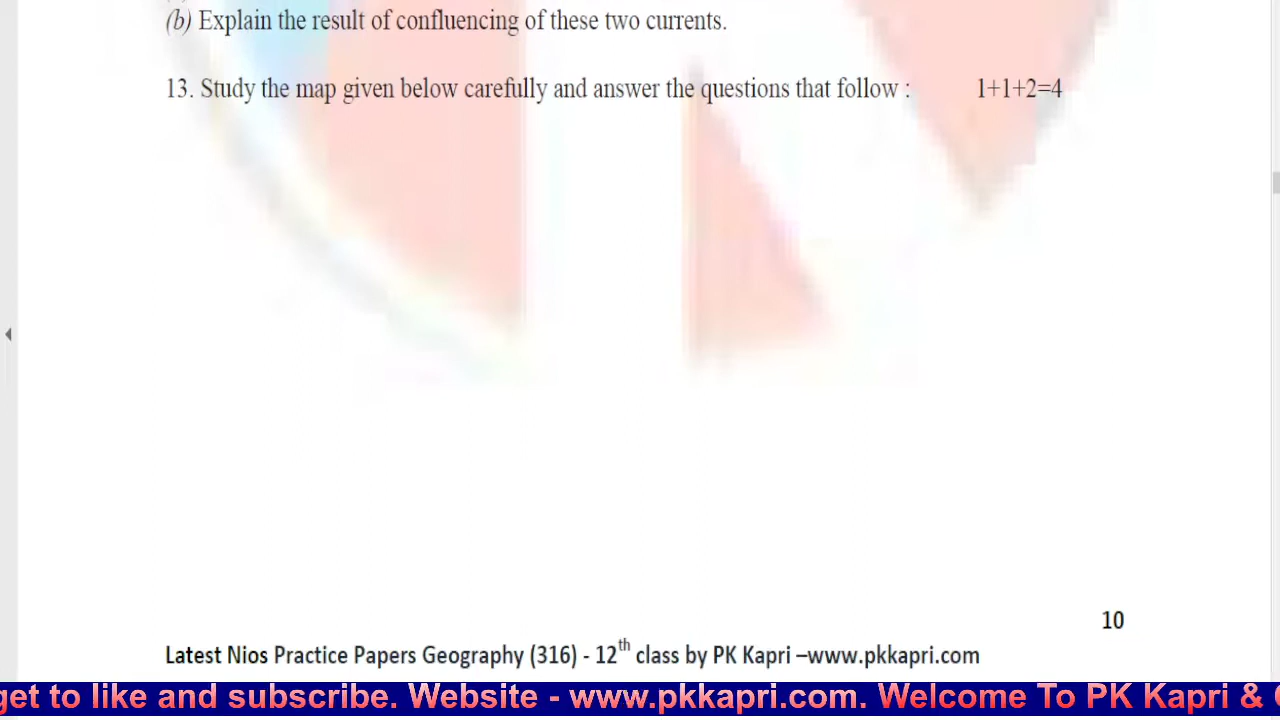 (b) Explain the result of confluencing of these two currents.
13. Study the map given below carefully and answer the questions that follow : 1+1+2=4
10
Latest Nios Practice Papers Geography (316) - 12th class by PK Kapri –www.pkkapri.com
get to like and subscribe. Website - www.pkkapri.com. Welcome To PK Kapri &